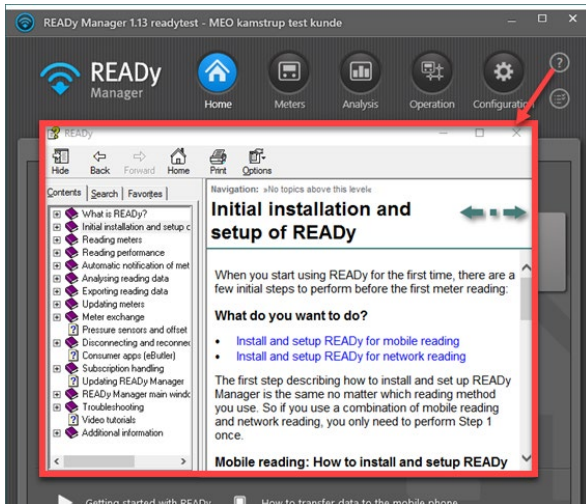 READy Manager 1.13 readytest - MEO kamstrup test kunde
READy
Manager
Home
Meters
Analysis
Operation
Configuration
READy
Hide
Back
Forward
Home
Print
Options
Contents
Search
Favorites
What is READy?
Initial installation and setup c
Reading meters
Reading performance
Automatic notification of met
Analysing reading data
Exporting reading data
Updating meters
Meter exchange
Pressure sensors and offset
Disconnecting and reconnec
Consumer apps (eButler)
Subscription handling
Updating READy Manager
READy Manager main windo
Troubleshooting
Video tutorials
Additional information
Navigation: »No topics above this level«
Initial installation and
setup of READy
When you start using READy for the first time, there are a
few initial steps to perform before the first meter reading:
What do you want to do?
• Install and setup READy for mobile reading
• Install and setup READy for network reading
The first step describing how to install and set up READy
Manager is the same no matter which reading method
you use. So if you use a combination of mobile reading
and network reading, you only need to perform Step 1
once.
Mobile reading: How to install and setup READy
Getting started with READy
How to transfer data to the mobile phone